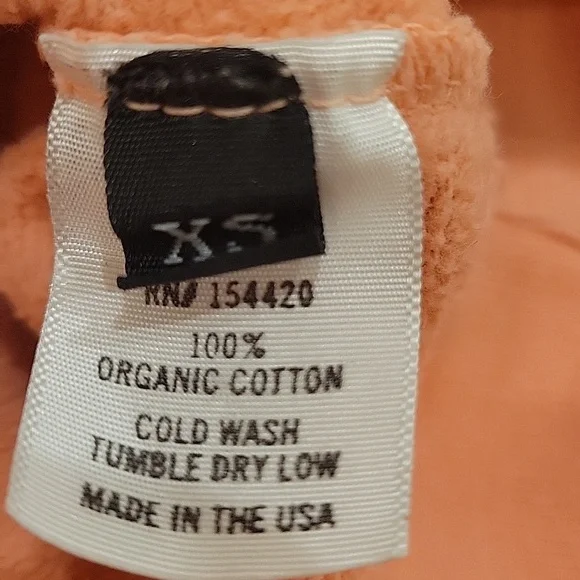 XS
RN# 154420
100%
ORGANIC COTTON
COLD WASH
TUMBLE DRY LOW
MADE IN THE USA